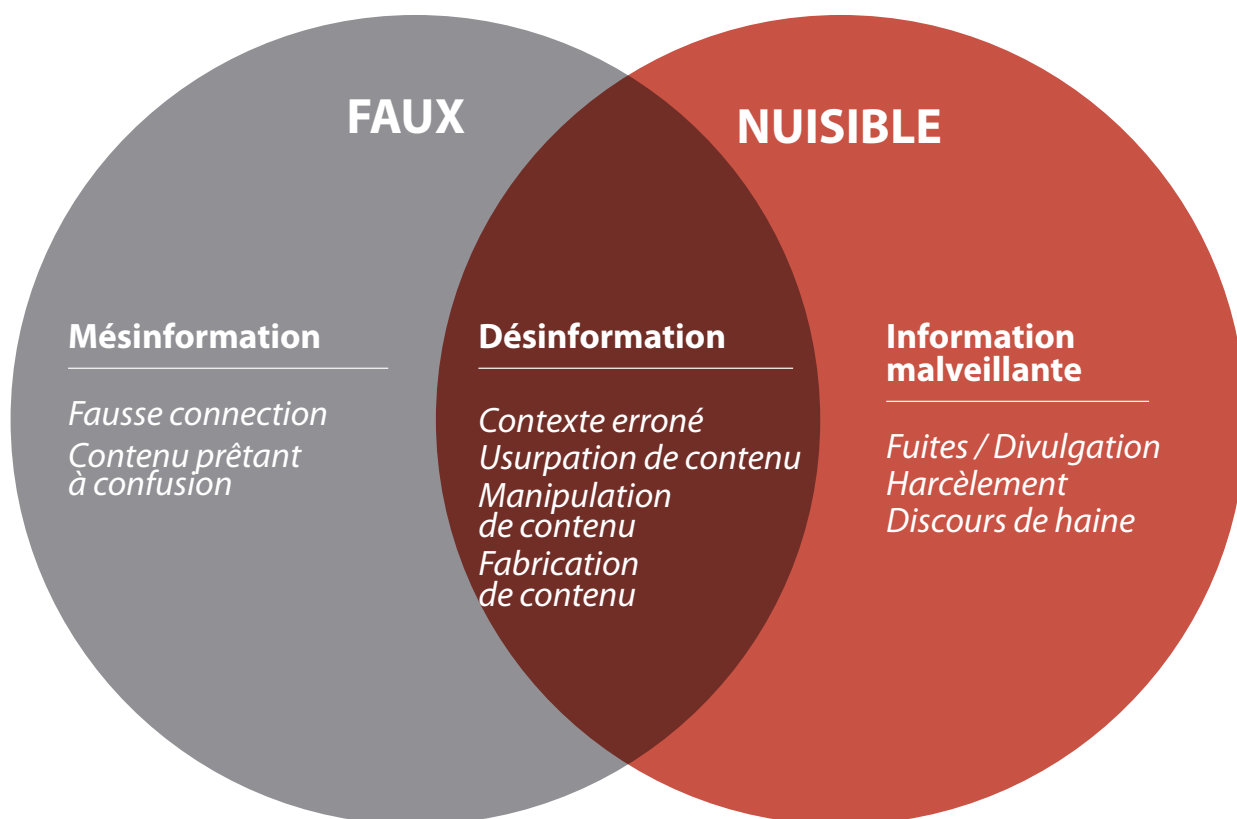 FAUX
NUISIBLE
Mésinformation
Fausse connection
Contenu prêtant
à confusion
Désinformation
Contexte erroné
Usurpation de contenu
Manipulation
de contenu
Fabrication
de contenu
Information
malveillante
Fuites / Divulgation
Harcèlement
Discours de haine